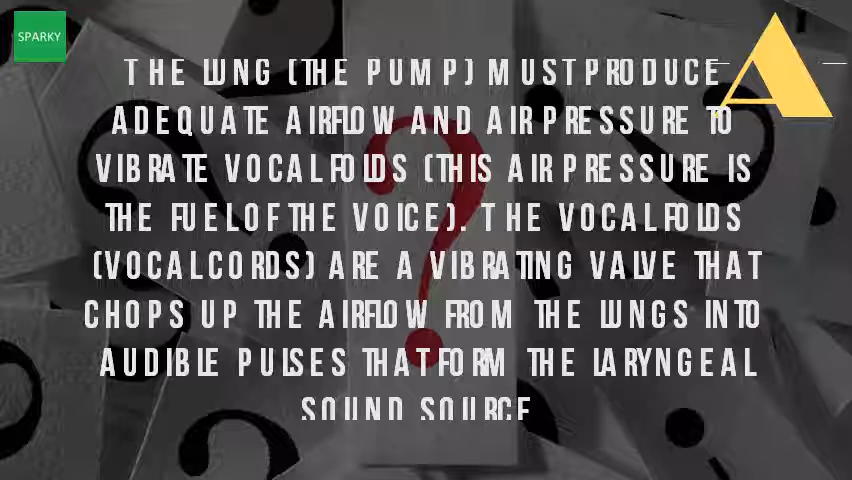 SPARKY
A
THE LUNG (THE PUMP) MUST PRODUCE
ADEQUATE AIRFLOW AND AIR PRESSURE TO
VIBRATE VOCAL FOLDS (THIS AIR PRESSURE IS
THE FUEL OF THE VOICE). THE VOCAL FOLDS
(VOCAL CORDS) ARE A VIBRATING VALVE THAT
CHOPS UP THE AIRFLOW FROM THE LUNGS INTO
AUDIBLE PULSES THAT FORM THE LARYNGEAL
SOUND SOURCE